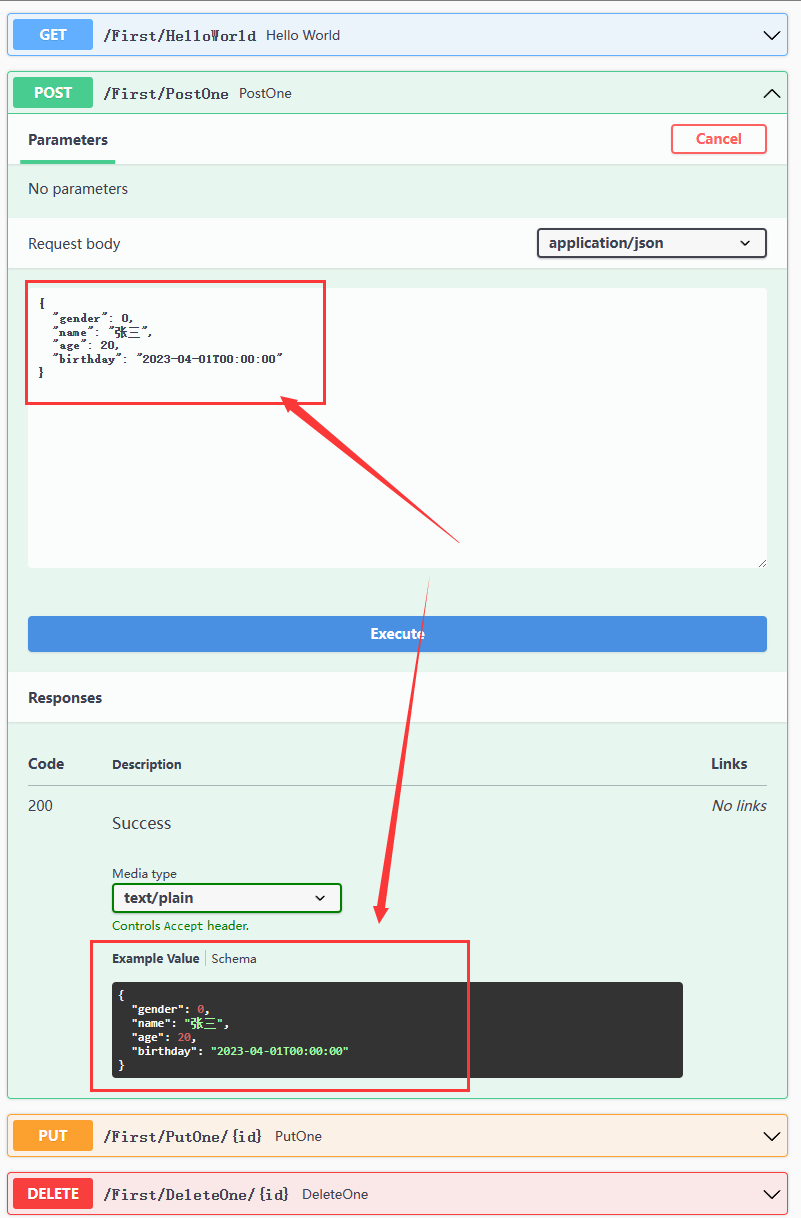 GET /First/HelloWorld Hello World
POST /First/PostOne PostOne
Parameters Cancel
No parameters
Request body application/json
{
"gender": 0,
"name": "张三",
"age": 20,
"birthday": "2023-04-01T00:00:00"
}
Execute
Responses
Code Description Links
200 Success No links
Media type
text/plain
Controls Accept header.
Example Value | Schema
{
"gender": 0,
"name": "张三",
"age": 20,
"birthday": "2023-04-01T00:00:00"
}
PUT /First/PutOne/{id} PutOne
DELETE /First/DeleteOne/{id} DeleteOne